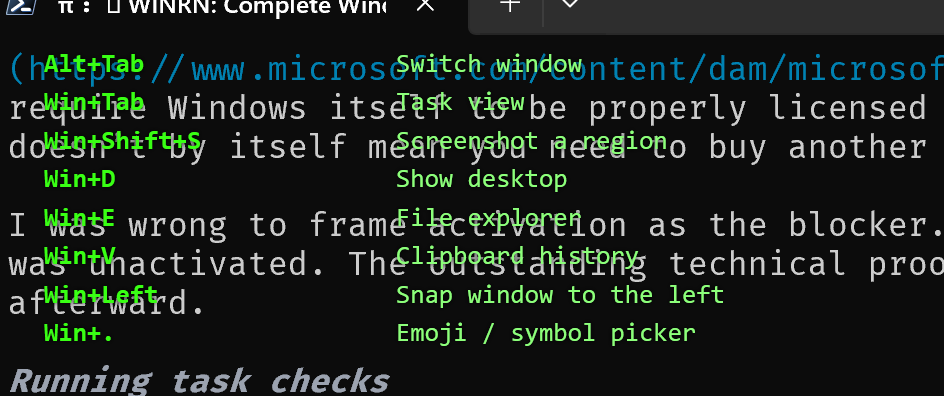 π : WINRN: Complete Wind
(https://www.microsoft.com/content/dam/microsof
Alt+Tab Switch window
Win+Tab Task view
require Windows itself to be properly licensed
Win+Shift+S Screenshot a region
doesn't by itself mean you need to buy another
Win+D Show desktop
Win+E File explorer
I was wrong to frame activation as the blocker.
Win+V Clipboard history
was unactivated. The outstanding technical proo
Win+Left Snap window to the left
afterward.
Win+. Emoji / symbol picker
Running task checks